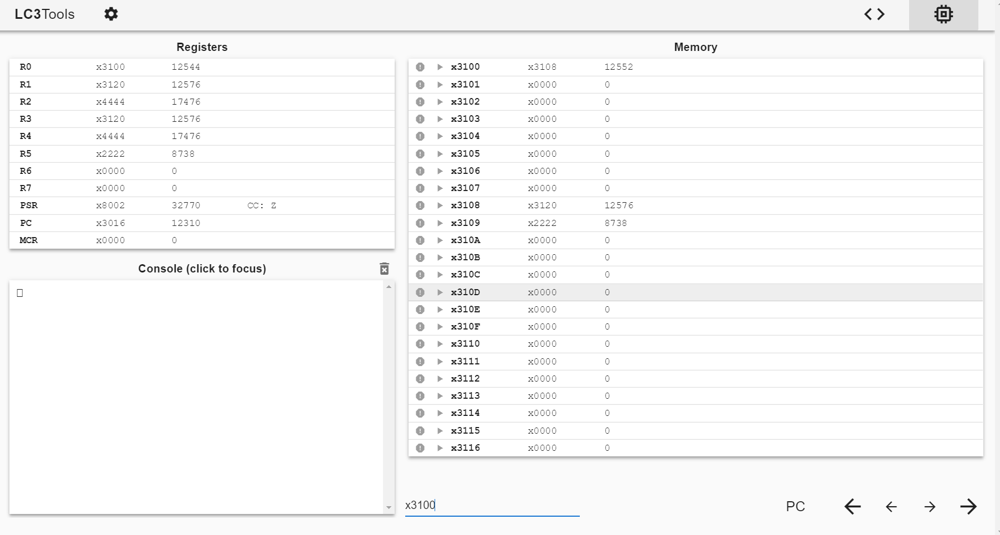 LC3Tools
Registers
R0 x3100 12544
R1 x3120 12576
R2 x4444 17476
R3 x3120 12576
R4 x4444 17476
R5 x2222 8738
R6 x0000 0
R7 x0000 0
PSR x8002 32770 CC: Z
PC x3016 12310
MCR x0000 0
Console (click to focus)
Memory
x3100 x3108 12552
x3101 x0000 0
x3102 x0000 0
x3103 x0000 0
x3104 x0000 0
x3105 x0000 0
x3106 x0000 0
x3107 x0000 0
x3108 x3120 12576
x3109 x2222 8738
x310A x0000 0
x310B x0000 0
x310C x0000 0
x310D x0000 0
x310E x0000 0
x310F x0000 0
x3110 x0000 0
x3111 x0000 0
x3112 x0000 0
x3113 x0000 0
x3114 x0000 0
x3115 x0000 0
x3116 x0000 0
x3100
PC